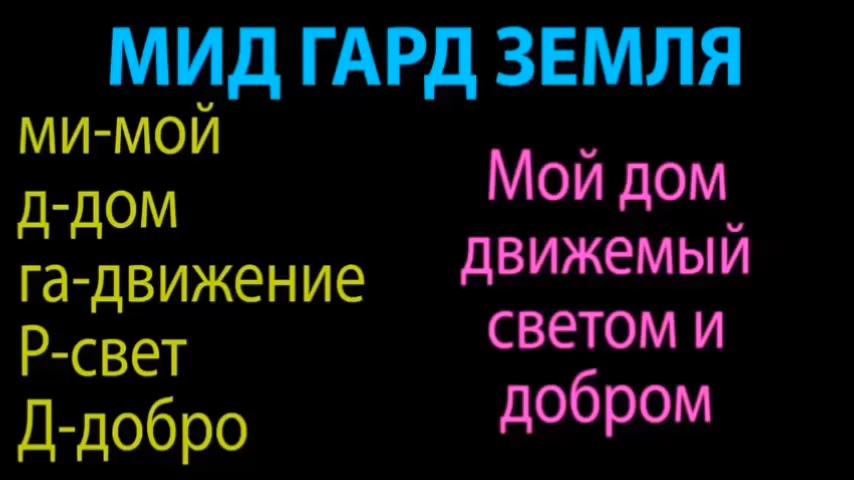 МИД ГАРД ЗЕМЛЯ
ми-мой
д-дом
га-движение
Р-свет
Д-добро
Мой дом
движемый
светом и
добром